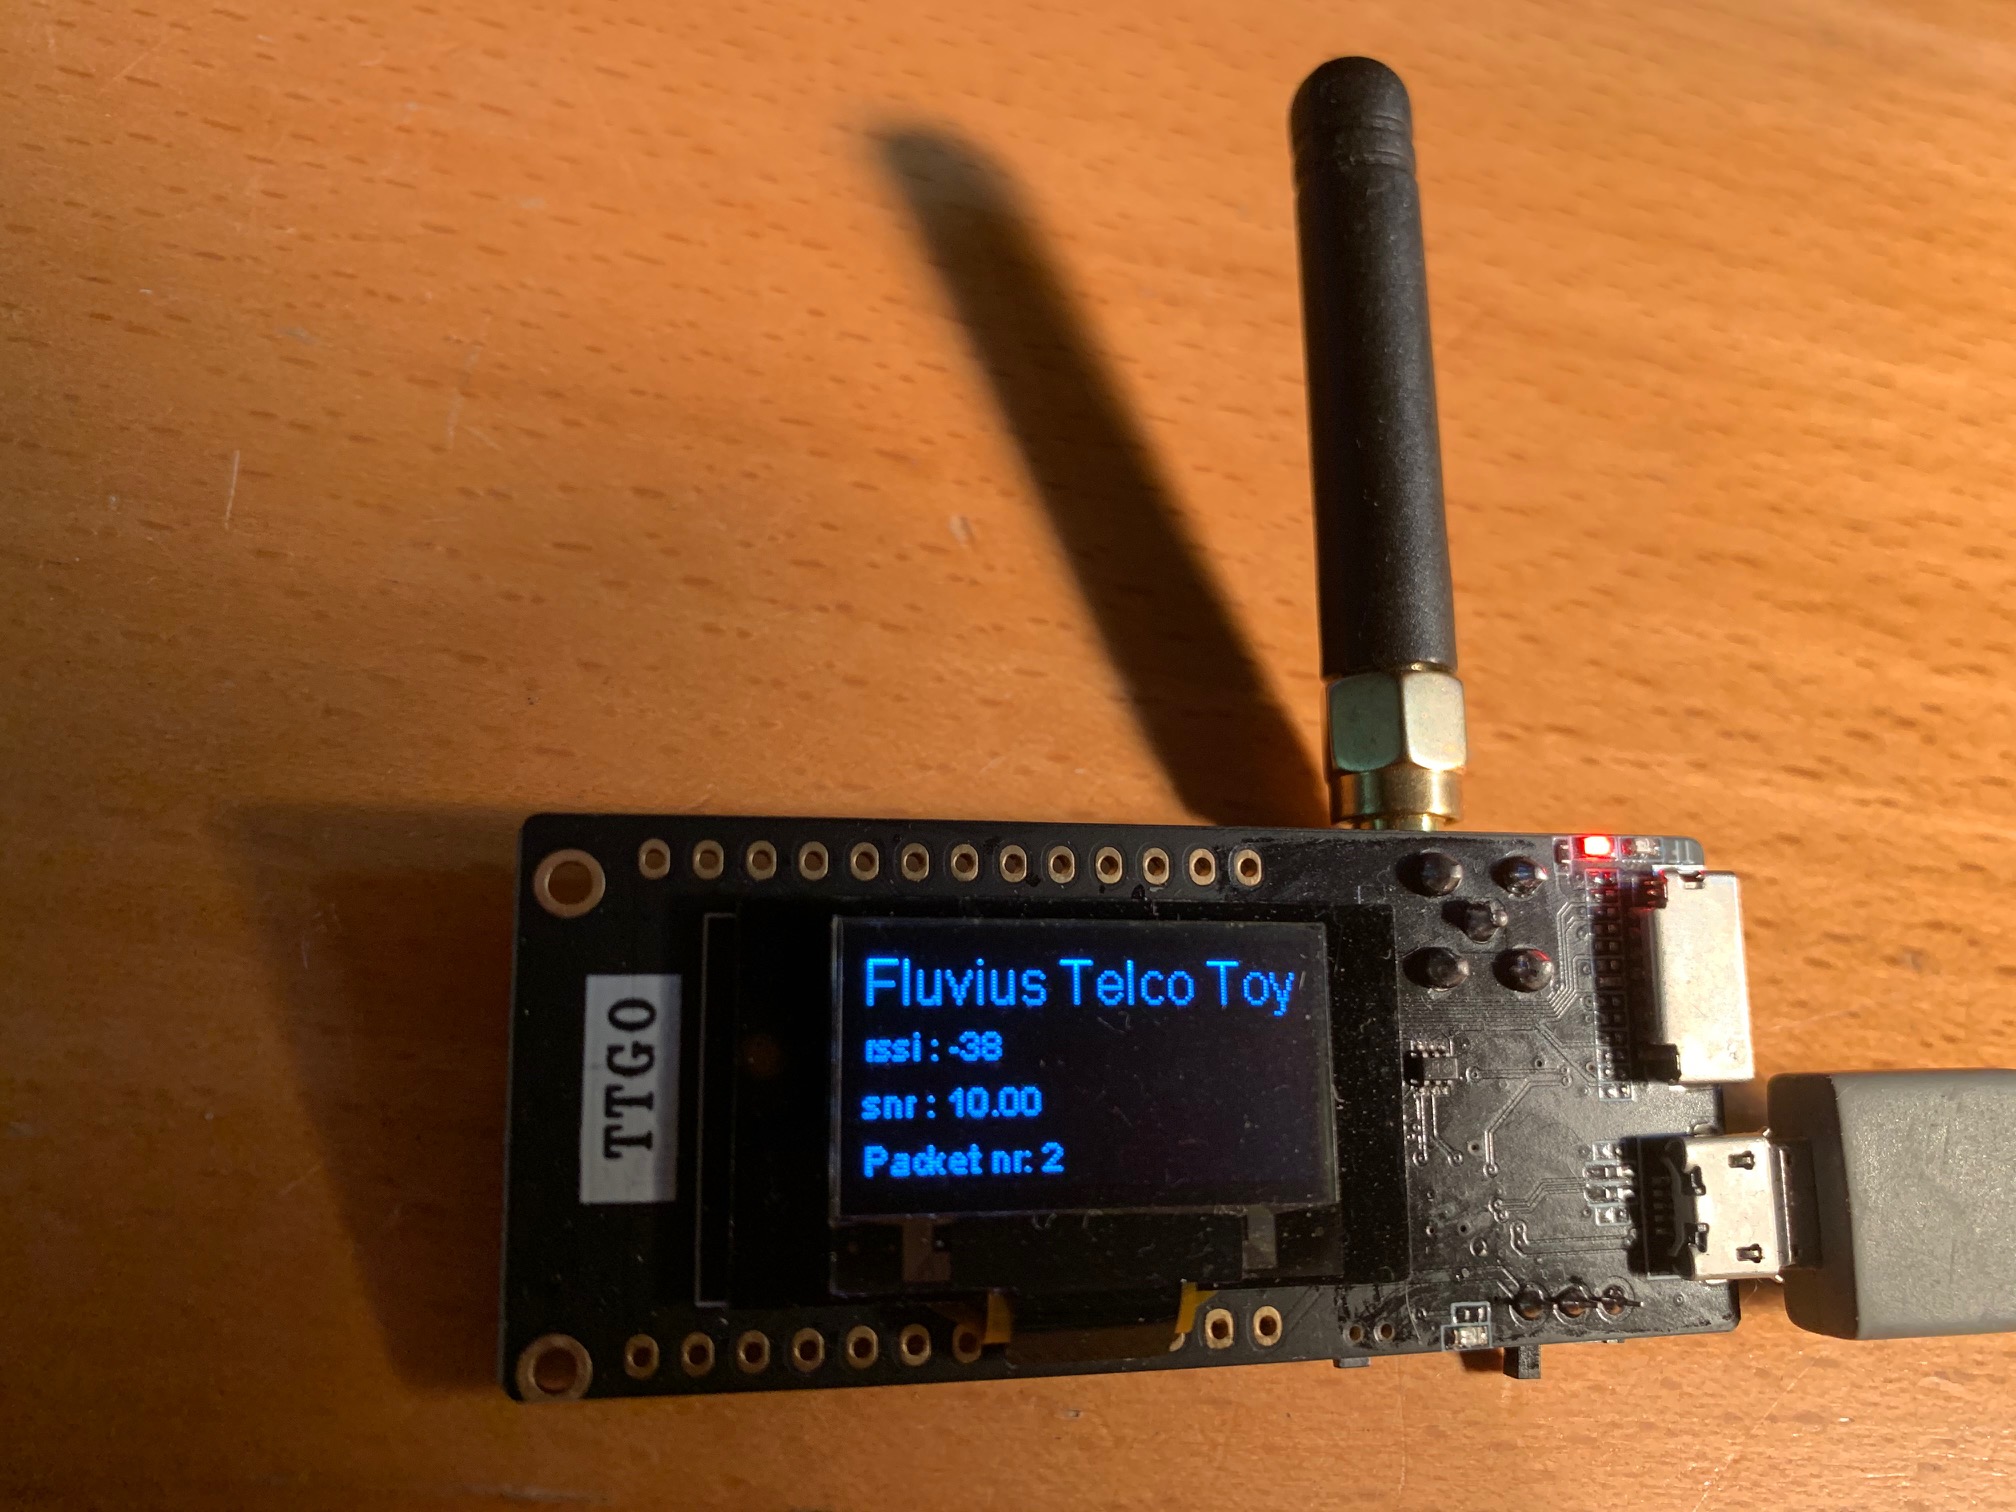 TTGO
Fluvius Telco Toy
rssi : -38
snr : 10.00
Packet nr: 2